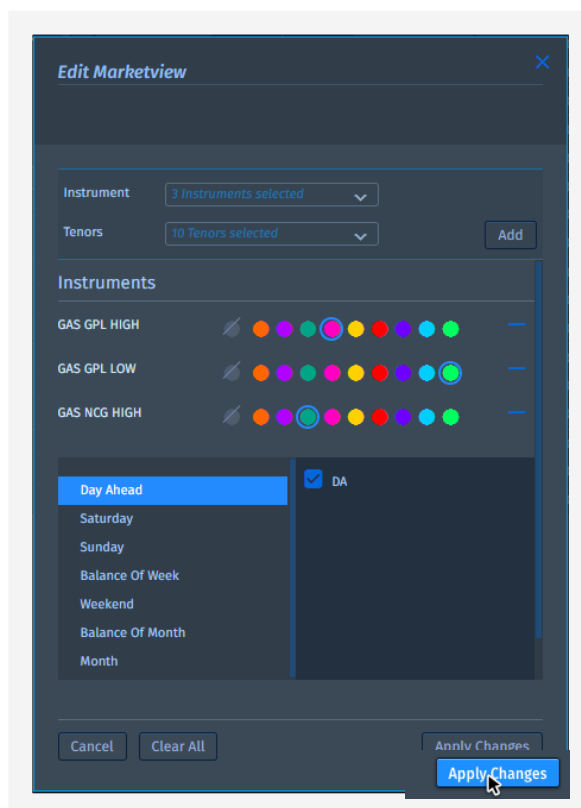 Edit Marketview
Instrument 3 Instruments selected
Tenors 10 Tenors selected Add
Instruments
GAS GPL HIGH
GAS GPL LOW
GAS NCG HIGH
Day Ahead DA
Saturday
Sunday
Balance Of Week
Weekend
Balance Of Month
Month
Cancel Clear All Apply Changes
Apply Changes